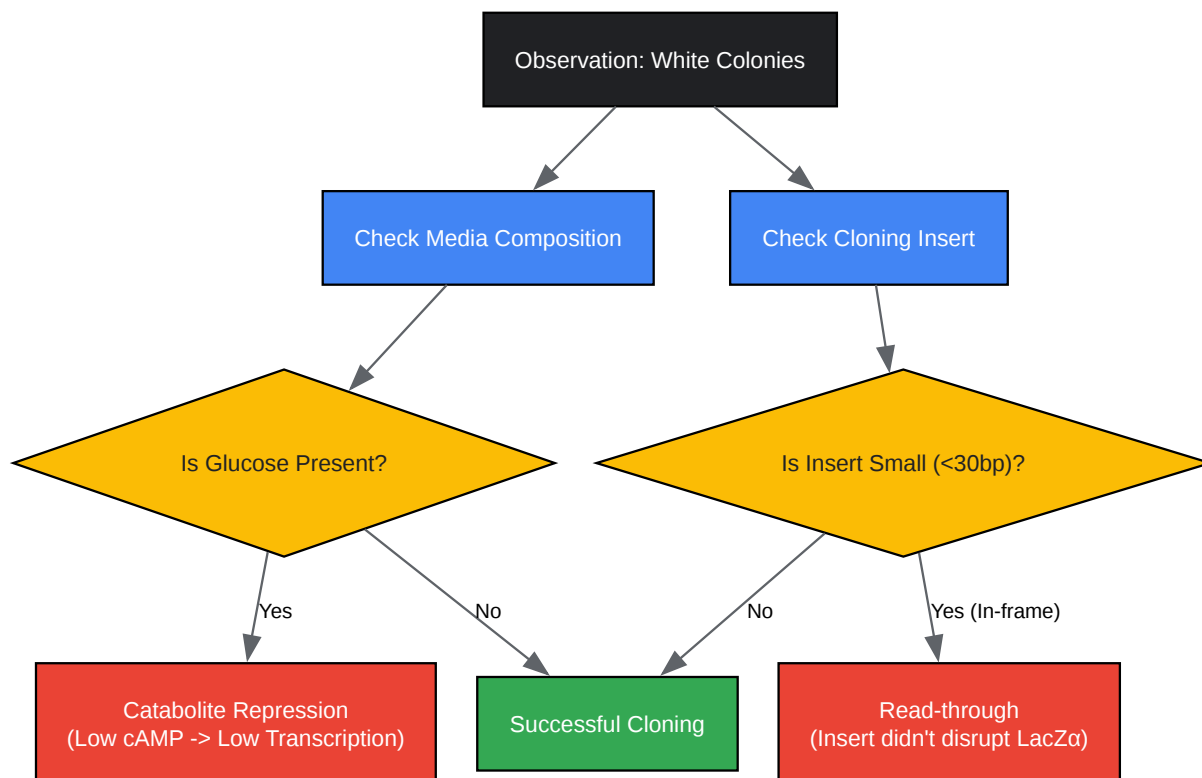 Observation: White Colonies
Check Media Composition
Check Cloning Insert
Is Glucose Present?
Is Insert Small (<30bp)?
Yes
No
No
Yes (In-frame)
Catabolite Repression
(Low cAMP -> Low Transcription)
Successful Cloning
Read-through
(Insert didn't disrupt LacZα)